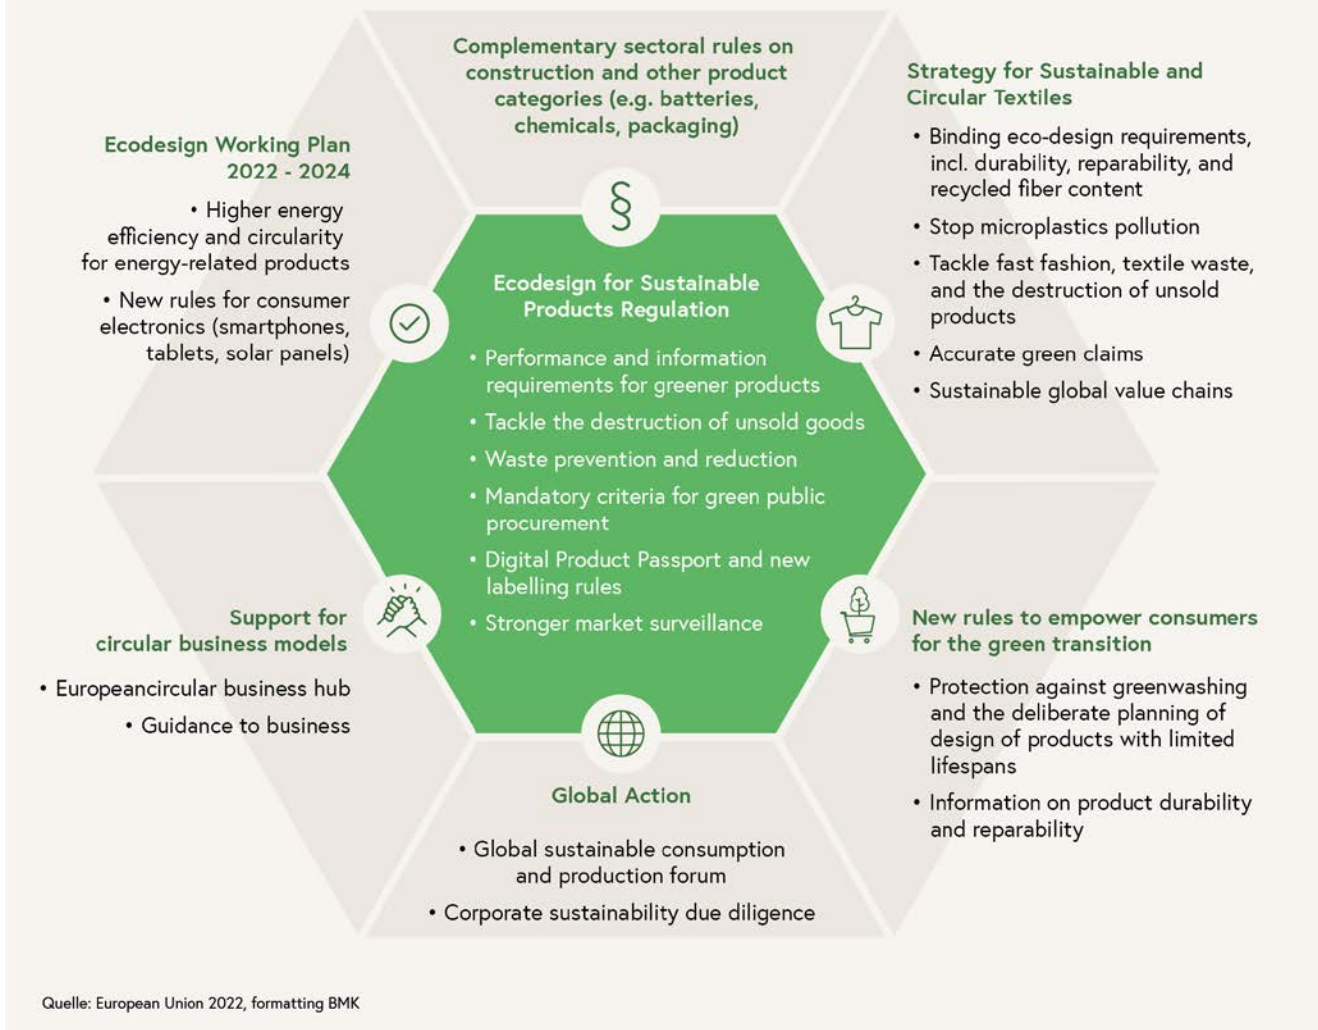 Complementary sectoral rules on
construction and other product
categories (e.g. batteries,
chemicals, packaging)
§
Ecodesign Working Plan
2022 - 2024
• Higher energy
efficiency and circularity
for energy-related products
• New rules for consumer
electronics (smartphones,
tablets, solar panels)
Strategy for Sustainable and
Circular Textiles
• Binding eco-design requirements,
incl. durability, reparability, and
recycled fiber content
• Stop microplastics pollution
• Tackle fast fashion, textile waste,
and the destruction of unsold
products
• Accurate green claims
• Sustainable global value chains
Ecodesign for Sustainable
Products Regulation
• Performance and information
requirements for greener products
• Tackle the destruction of unsold goods
• Waste prevention and reduction
• Mandatory criteria for green public
procurement
• Digital Product Passport and new
labelling rules
• Stronger market surveillance
Support for
circular business models
• Europeancircular business hub
• Guidance to business
New rules to empower consumers
for the green transition
• Protection against greenwashing
and the deliberate planning of
design of products with limited
lifespans
• Information on product durability
and reparability
Global Action
• Global sustainable consumption
and production forum
• Corporate sustainability due diligence
Quelle: European Union 2022, formatting BMK